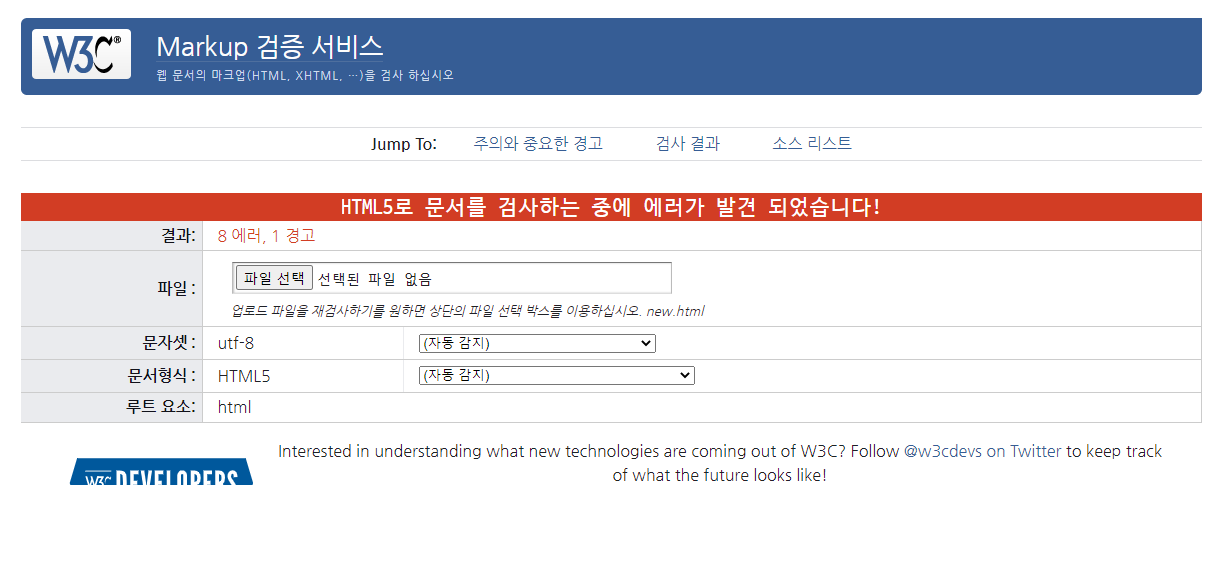 W3C®
Markup 검증 서비스
웹 문서의 마크업(HTML, XHTML, …)을 검사 하십시오
Jump To: 주의와 중요한 경고 검사 결과 소스 리스트
HTML5로 문서를 검사하는 중에 에러가 발견 되었습니다!
결과: 8 에러, 1 경고
파일 : 파일 선택 선택된 파일 없음
업로드 파일을 재검사하기를 원하면 상단의 파일 선택 박스를 이용하십시오. new.html
문자셋 : utf-8 (자동 감지)
문서형식 : HTML5 (자동 감지)
루트 요소: html
Interested in understanding what new technologies are coming out of W3C? Follow @w3cdevs on Twitter to keep track
of what the future looks like!
W3C DEVELOPERS